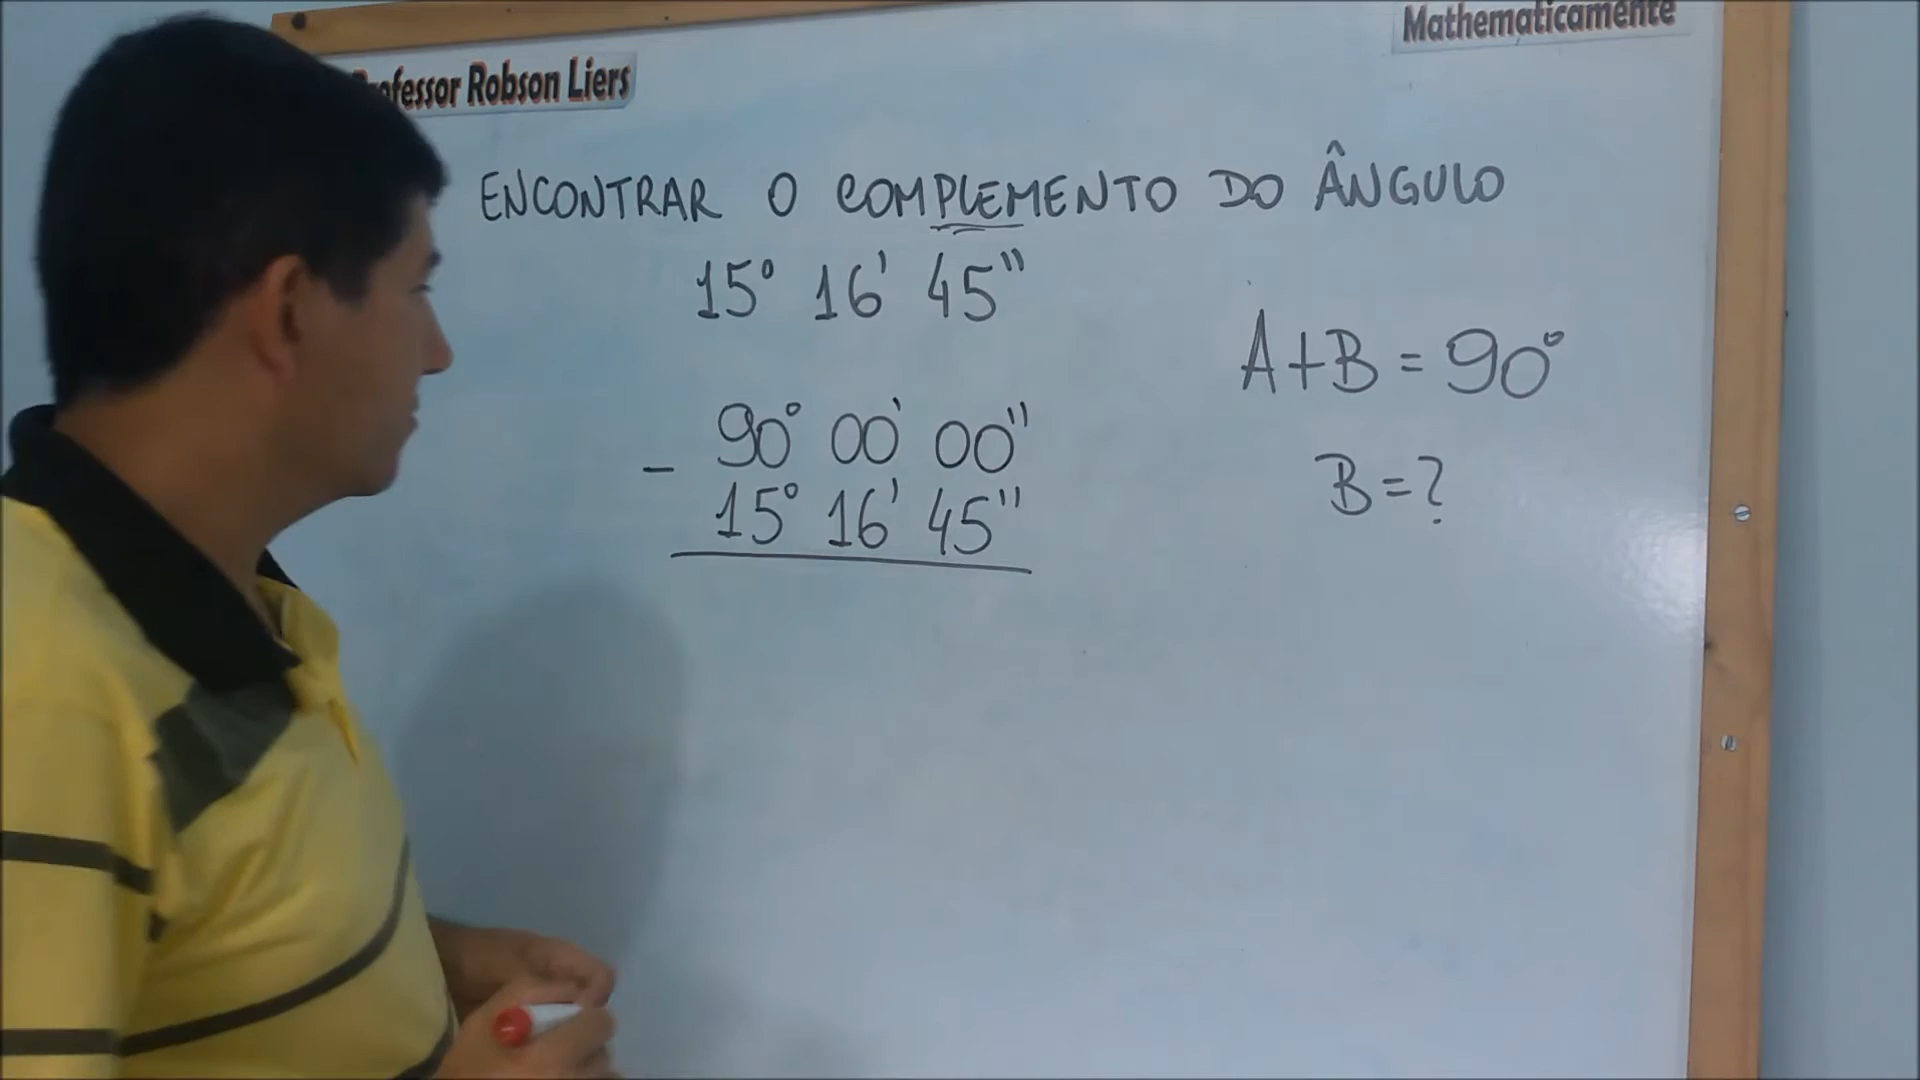 Professor Robson Liers
Mathematicamente
ENCONTRAR O COMPLEMENTO DO ÂNGULO
15° 16' 45"
A+B = 90°
90° 00' 00"
B = ?
- 15° 16' 45"